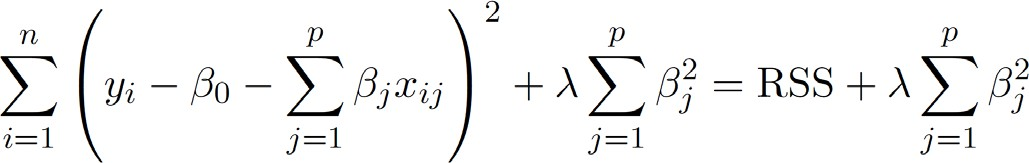 $$\sum_{i=1}^{n} \left( y_i - \beta_0 - \sum_{j=1}^{p} \beta_j x_{ij} \right)^2 + \lambda \sum_{j=1}^{p} \beta_j^2 = \text{RSS} + \lambda \sum_{j=1}^{p} \beta_j^2$$